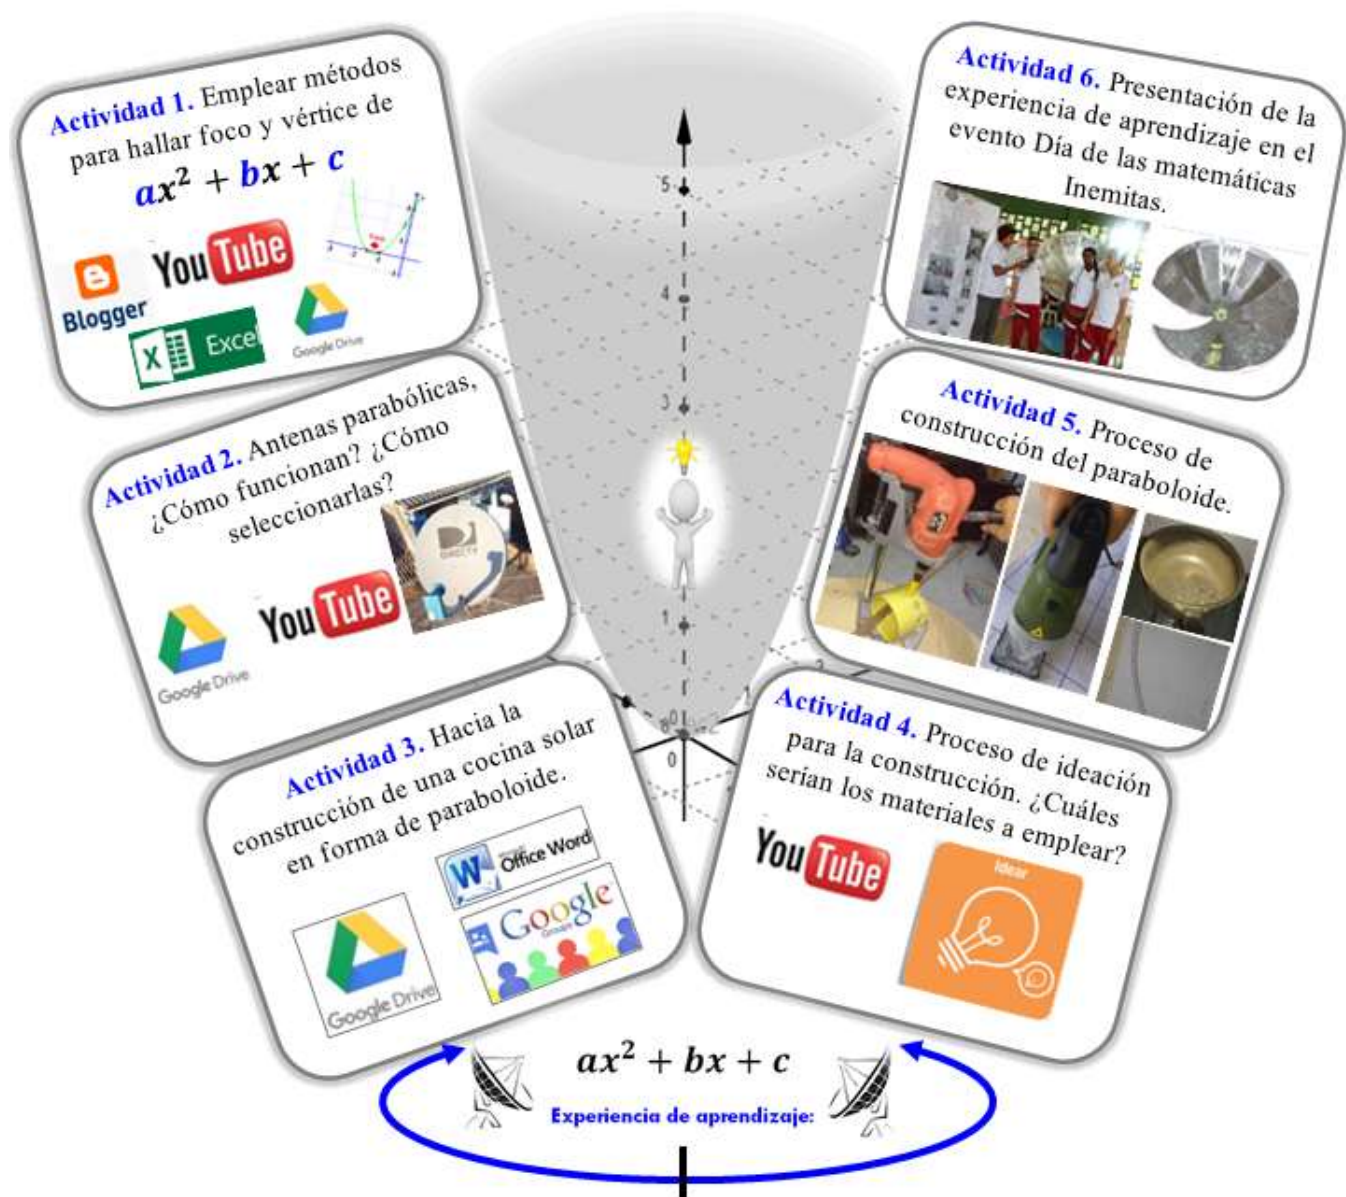 Actividad 1. Emplear métodos
para hallar foco y vértice de
ax² + bx + c
Blogger
YouTube
Excel
Google Drive
Actividad 2. Antenas parabólicas,
¿Cómo funcionan? ¿Cómo
seleccionarlas?
Google Drive
YouTube
DIRECTV
Actividad 3. Hacia la
construcción de una cocina solar
en forma de paraboloide.
Google Drive
Office Word
Google
Groups
Actividad 4. Proceso de ideación
para la construcción. ¿Cuáles
serían los materiales a emplear?
YouTube
Idear
Actividad 5. Proceso de
construcción del paraboloide.
Actividad 6. Presentación de la
experiencia de aprendizaje en el
evento Día de las matemáticas
Inemitas.
5
4
3
1
0
1
2
ax² + bx + c
Experiencia de aprendizaje: